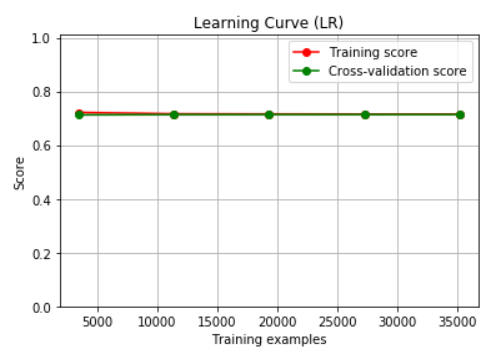 Learning Curve (LR)
1.0
0.8
0.6
0.4
0.2
0.0
Score
Training score
Cross-validation score
5000 10000 15000 20000 25000 30000 35000
Training examples